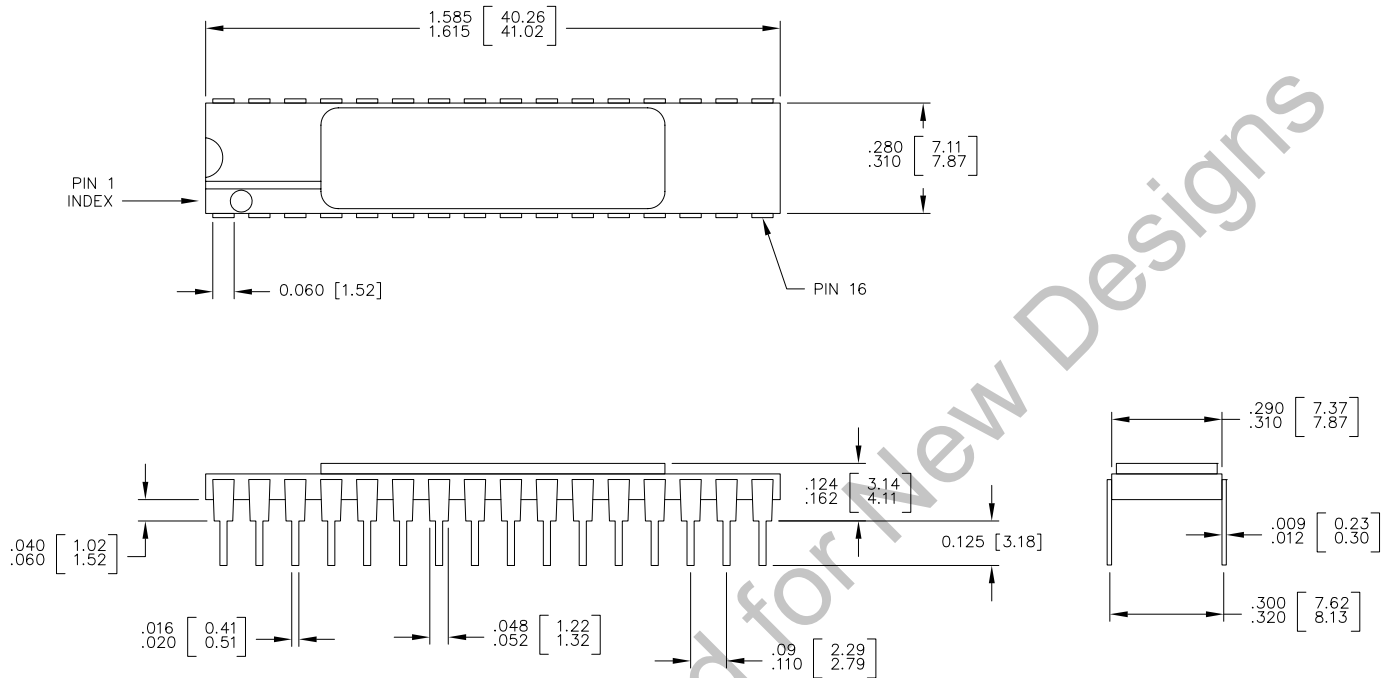 1.585 [ 40.26 ]
1.615 [ 41.02 ]
.280 [ 7.11 ]
.310 [ 7.87 ]
PIN 1
INDEX
0.060 [1.52]
PIN 16
.290 [ 7.37 ]
.310 [ 7.87 ]
.124 [ 3.14 ]
.162 [ 4.11 ]
.040 [ 1.02 ]
.060 [ 1.52 ]
0.125 [3.18]
.009 [ 0.23 ]
.012 [ 0.30 ]
.016 [ 0.41 ]
.020 [ 0.51 ]
.048 [ 1.22 ]
.052 [ 1.32 ]
.09 [ 2.29 ]
.110 [ 2.79 ]
.300 [ 7.62 ]
.320 [ 8.13 ]
for New Designs